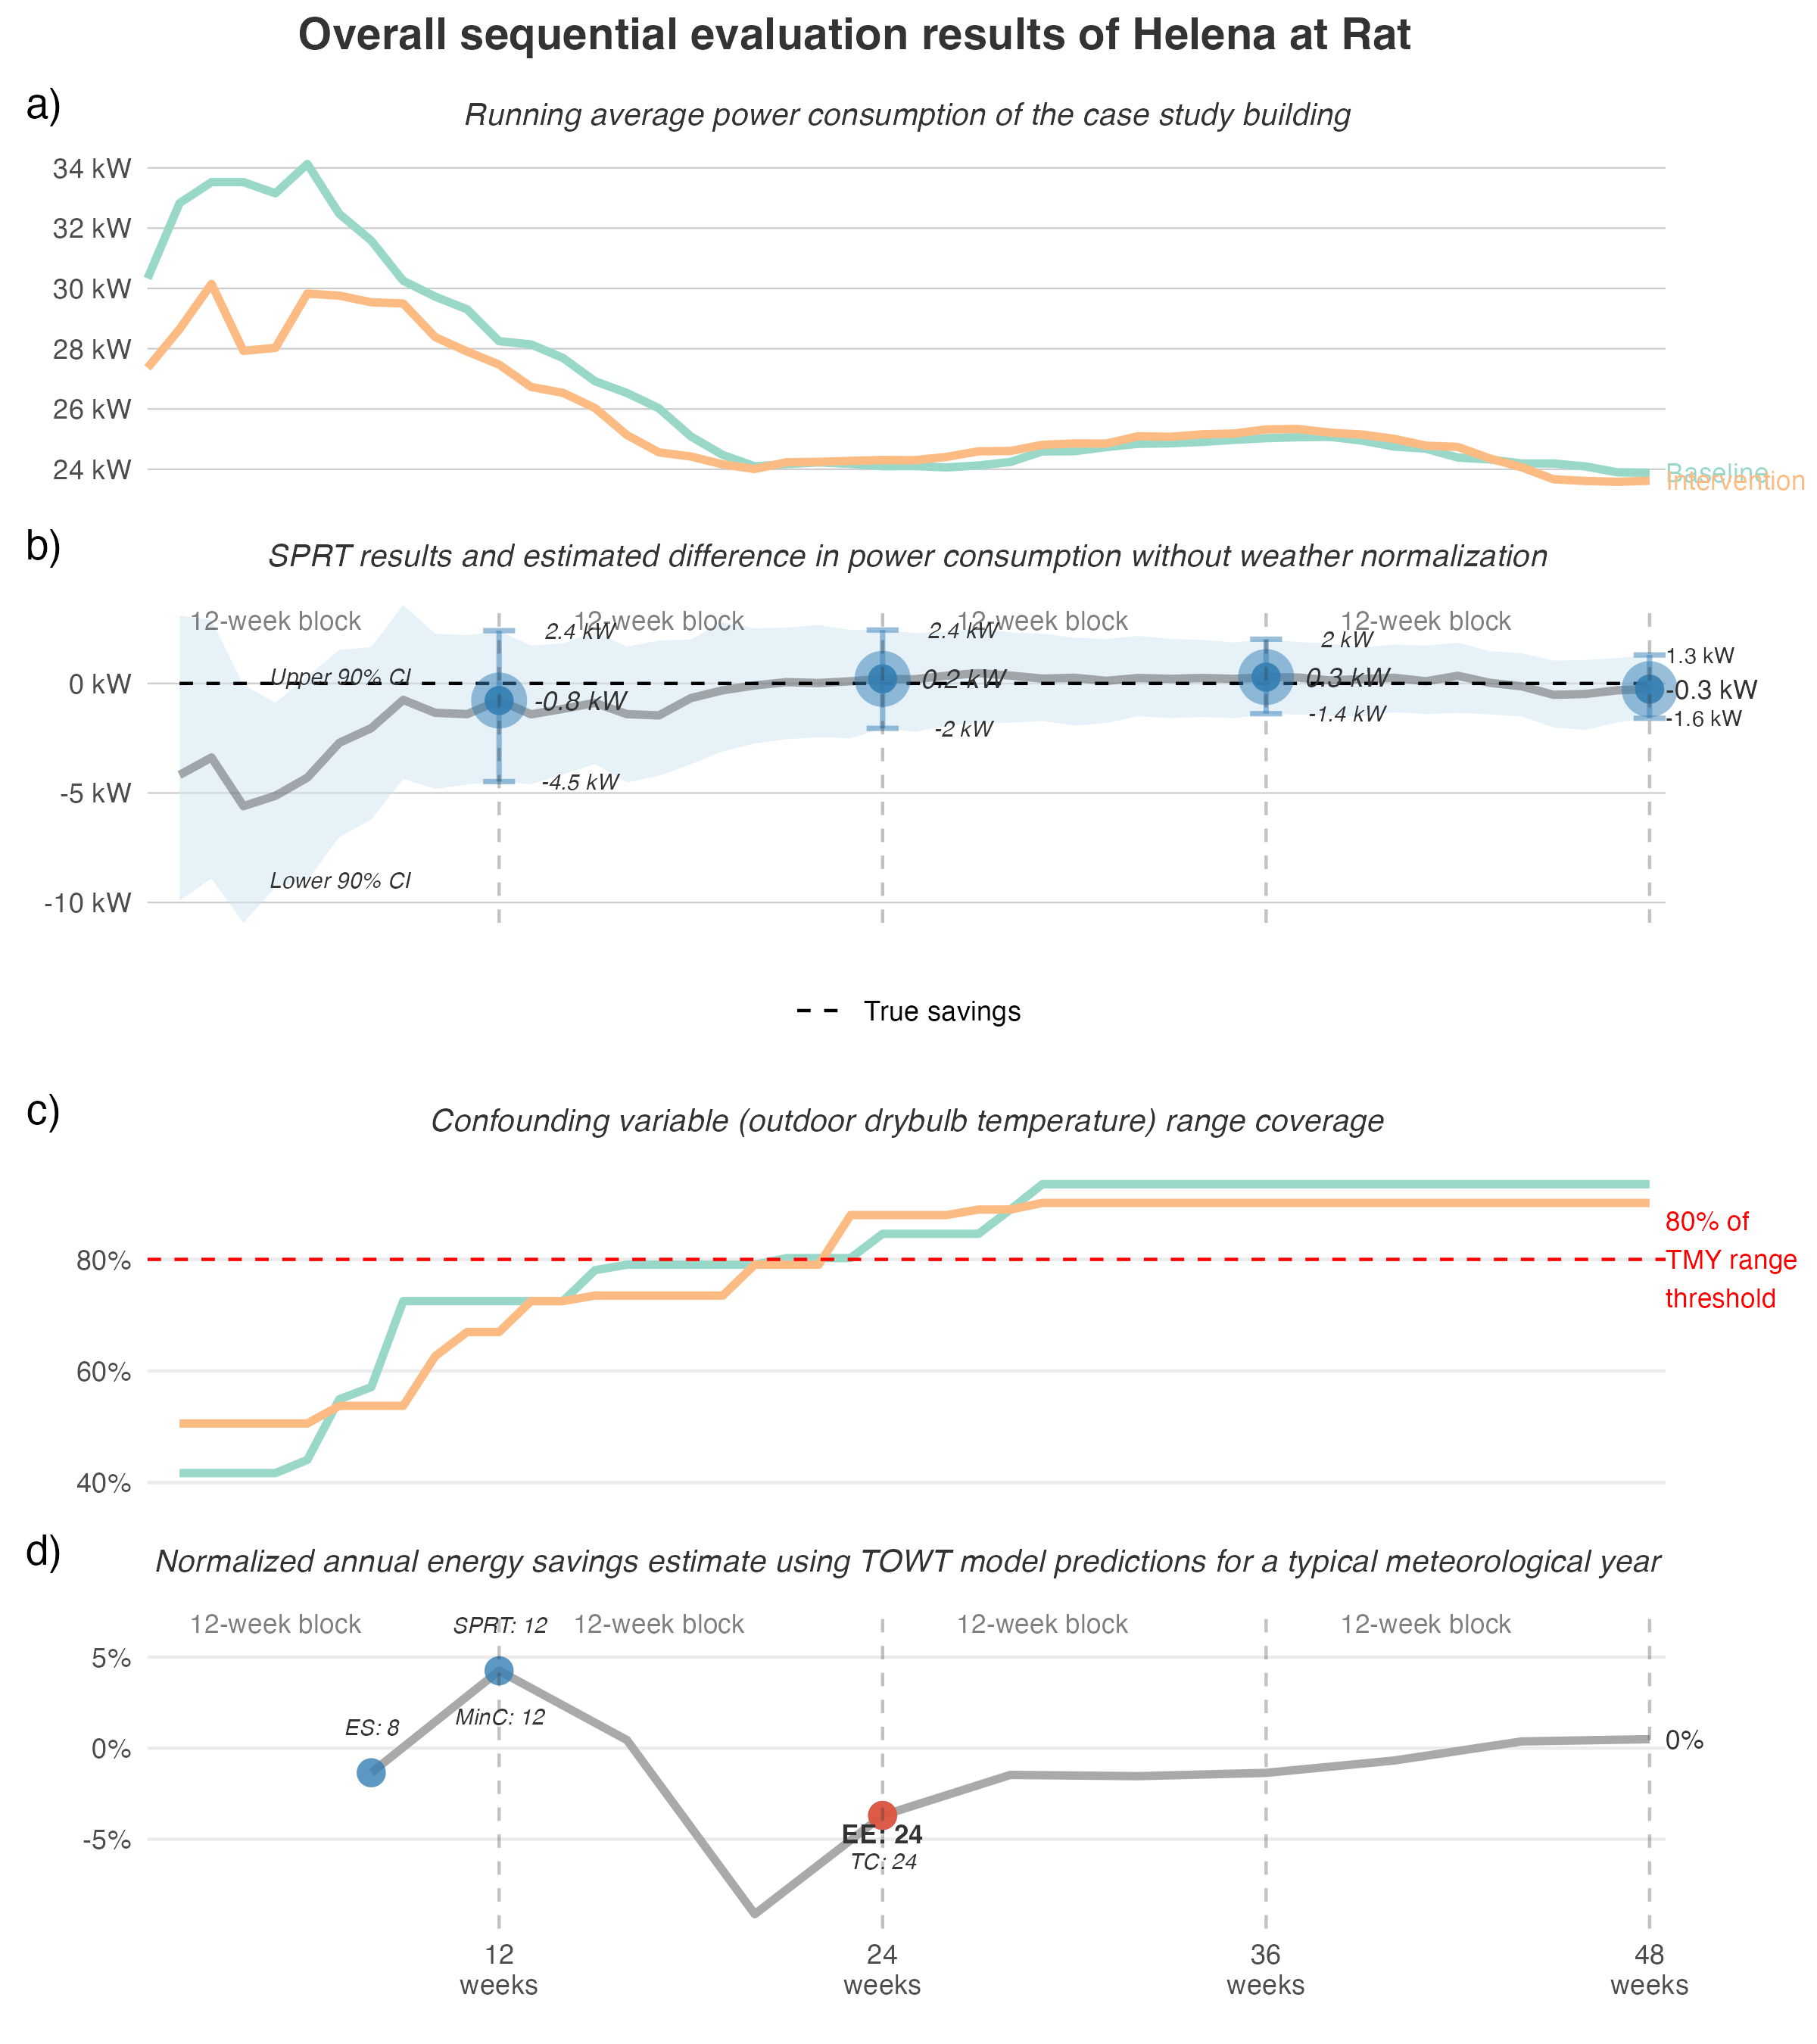 Overall sequential evaluation results of Helena at Rat
a)
Running average power consumption of the case study building
34 kW
32 kW
30 kW
28 kW
26 kW
24 kW
Baseline
Intervention
b)
SPRT results and estimated difference in power consumption without weather normalization
12-week block
12-week block
12-week block
12-week block
2.4 kW
2.4 kW
2 kW
1.3 kW
Upper 90% CI
0 kW
-0.8 kW
0.2 kW
0.3 kW
-0.3 kW
-4.5 kW
-2 kW
-1.4 kW
-1.6 kW
-5 kW
Lower 90% CI
-10 kW
True savings
c)
Confounding variable (outdoor drybulb temperature) range coverage
80% of
TMY range
threshold
80%
60%
40%
d)
Normalized annual energy savings estimate using TOWT model predictions for a typical meteorological year
12-week block
SPRT: 12
12-week block
12-week block
12-week block
5%
MinC: 12
ES: 8
0%
0%
-5%
EE: 24
TC: 24
12
weeks
24
weeks
36
weeks
48
weeks